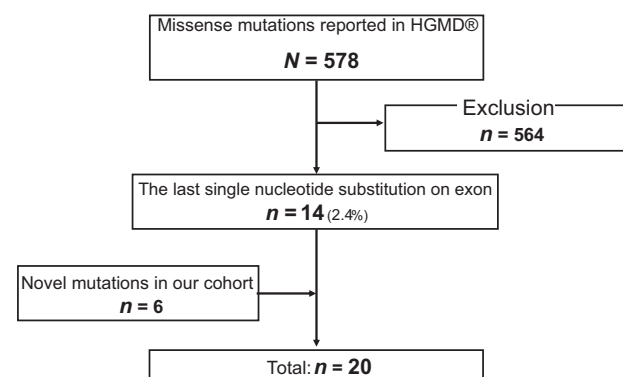 Missense mutations reported in HGMD®
N = 578
Exclusion
n = 564
The last single nucleotide substitution on exon
n = 14 (2.4%)
Novel mutations in our cohort
n = 6
Total: n = 20